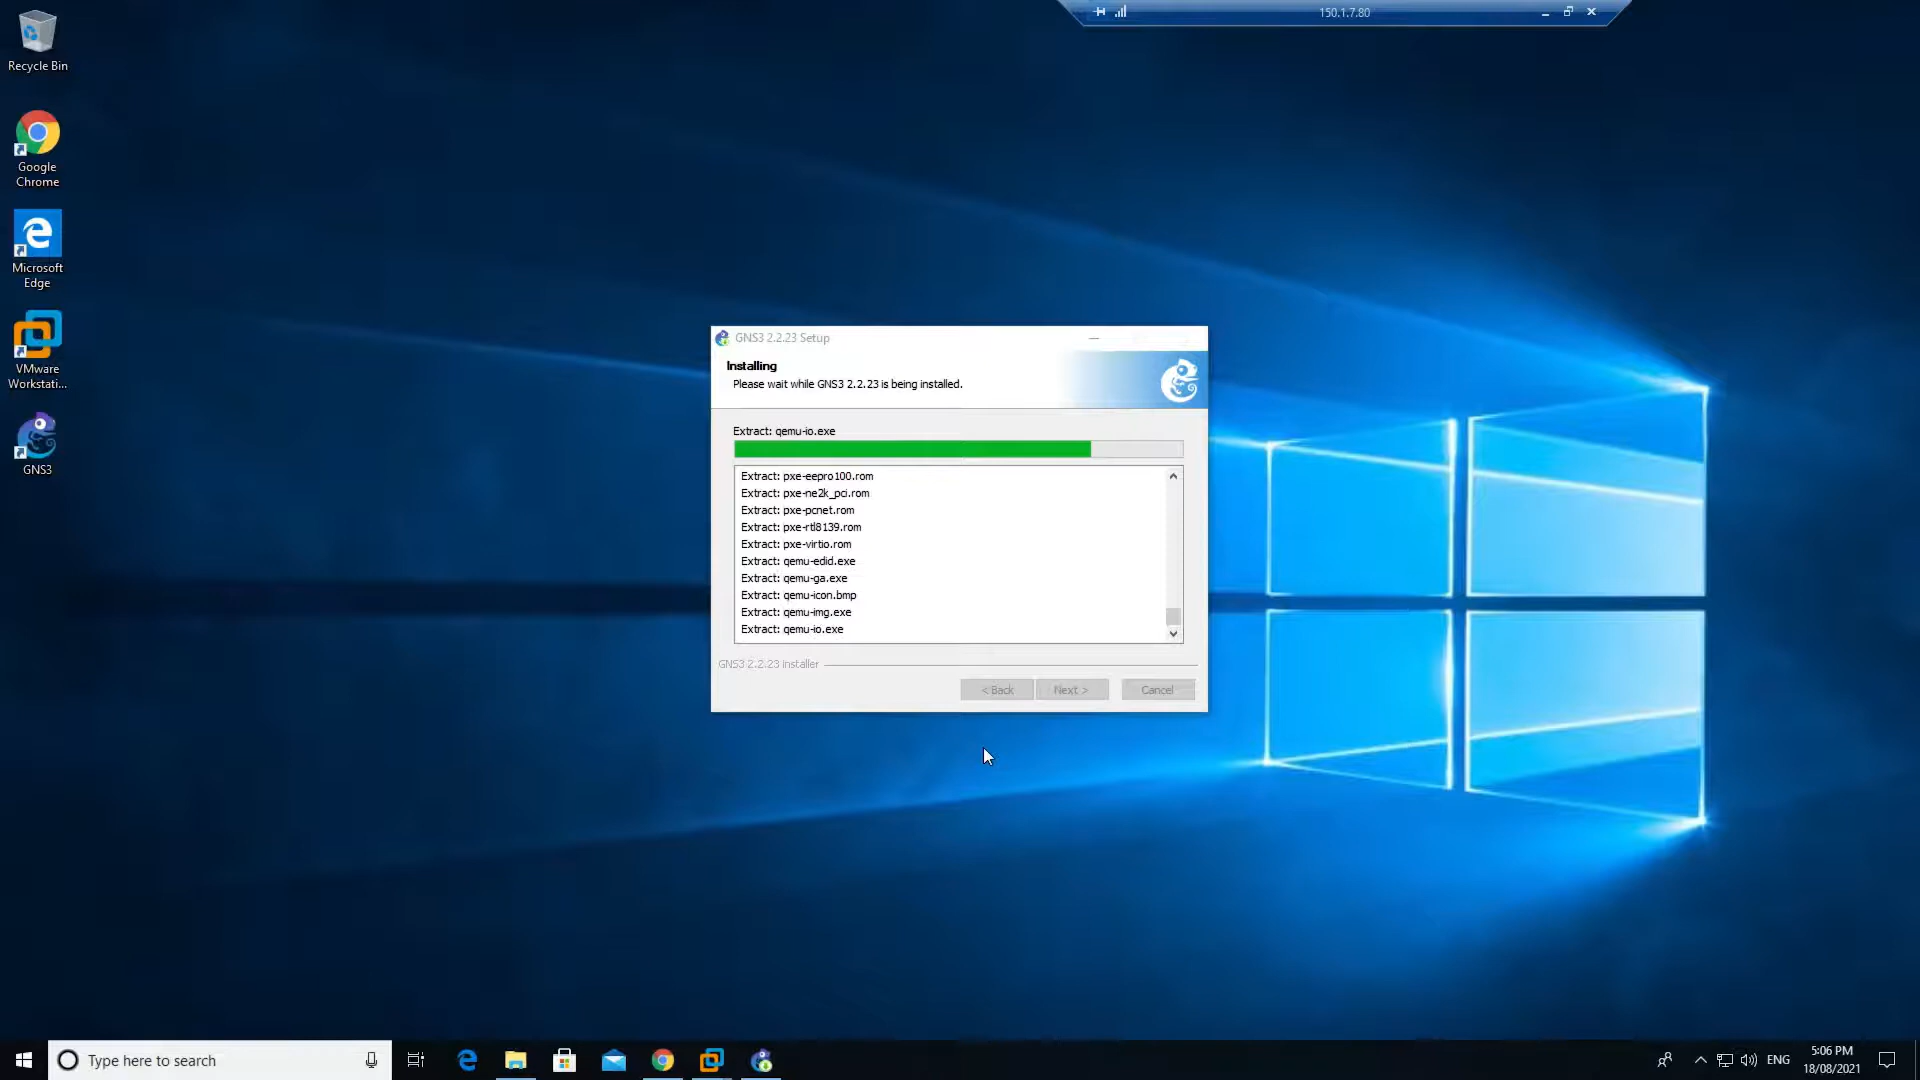 150.1.7.80
Recycle Bin
Google
Chrome
Microsoft
Edge
VMware
Workstati...
GNS3
GNS3 2.2.23 Setup
Installing
Please wait while GNS3 2.2.23 is being installed.
Extract: qemu-io.exe
Extract: pxe-eepro100.rom
Extract: pxe-ne2k_pci.rom
Extract: pxe-pcnet.rom
Extract: pxe-rtl8139.rom
Extract: pxe-virtio.rom
Extract: qemu-edid.exe
Extract: qemu-ga.exe
Extract: qemu-icon.bmp
Extract: qemu-img.exe
Extract: qemu-io.exe
GNS3 2.2.23 installer
< Back
Next >
Cancel
Type here to search
ENG
5:06 PM
18/08/2021